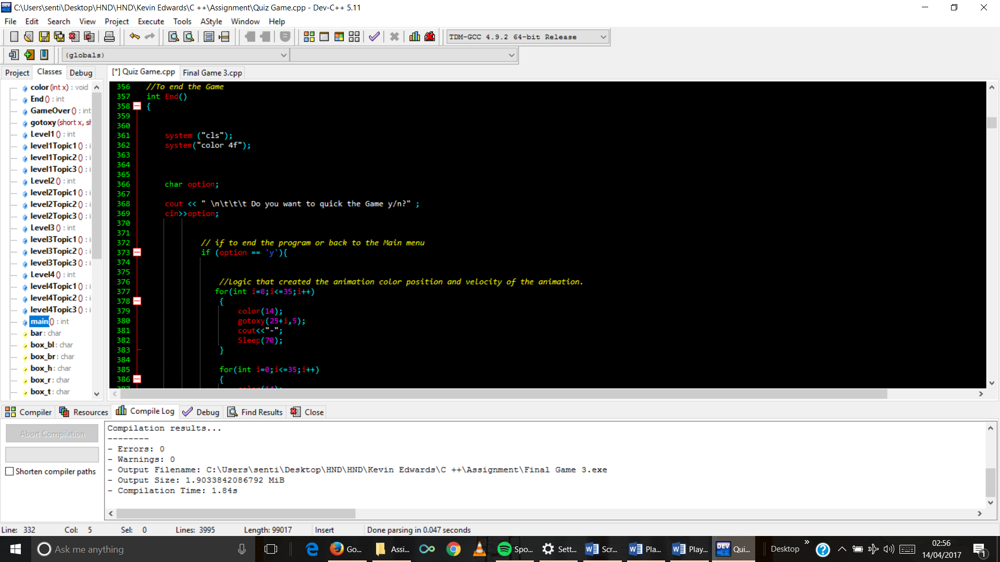 C:\Users\senti\Desktop\HND\HND\Kevin Edwards\C ++\Assignment\Quiz Game.cpp - Dev-C++ 5.11
File Edit Search View Project Execute Tools AStyle Window Help
TDM-GCC 4.9.2 64-bit Release
(globals)
Project Classes Debug
[*] Quiz Game.cpp Final Game 3.cpp
color (int x) : void
End () : int
GameOver () : int
gotoxy (short x, sh
Level1 () : int
level1Topic1 () : i
level1Topic2 () : i
level1Topic3 () : i
Level2 () : int
level2Topic1 () : i
level2Topic2 () : i
level2Topic3 () : i
Level3 () : int
level3Topic1 () : i
level3Topic2 () : i
level3Topic3 () : i
Level4 () : int
level4Topic1 () : i
level4Topic2 () : i
level4Topic3 () : i
main () : int
bar : char
box_bl : char
box_br : char
box_h : char
box_r : char
box_t : char
356 //To end the Game
357 int End()
358 {
359
360
361 system ("cls");
362 system("color 4f");
363
364
365
366 char option;
367
368 cout << " \n\t\t\t Do you want to quick the Game y/n?" ;
369 cin>>option;
370
371
372 // if to end the program or back to the Main menu
373 if (option == 'y'){
374
375
376 //Logic that created the animation color position and velocity of the animation.
377 for(int i=0;i<=35;i++)
378 {
379 color(14);
380 gotoxy(25+i,5);
381 cout<<"-";
382 Sleep(70);
383 }
384
385 for(int i=0;i<=35;i++)
386 {
387 color(14);
Compiler Resources Compile Log Debug Find Results Close
Abort Compilation
Shorten compiler paths
Compilation results...
--------
- Errors: 0
- Warnings: 0
- Output Filename: C:\Users\senti\Desktop\HND\HND\Kevin Edwards\C ++\Assignment\Final Game 3.exe
- Output Size: 1.9033842086792 MiB
- Compilation Time: 1.84s
Line: 332 Col: 5 Sel: 0 Lines: 3995 Length: 99017 Insert Done parsing in 0.047 seconds
Ask me anything
Go... Assi... Spo... Sett... Scr... Pla... Play... DEV Qui... Desktop
02:56
14/04/2017
1